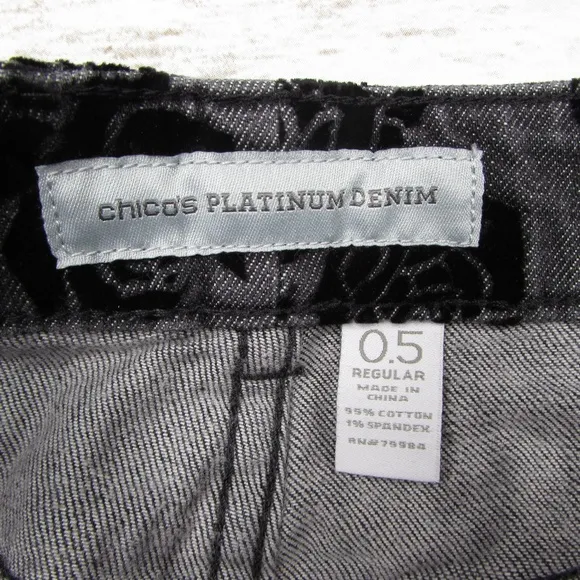 chico's PLATINUM DENIM
0.5
REGULAR
MADE IN
CHINA
99% COTTON
1% SPANDEX
RN# 79984